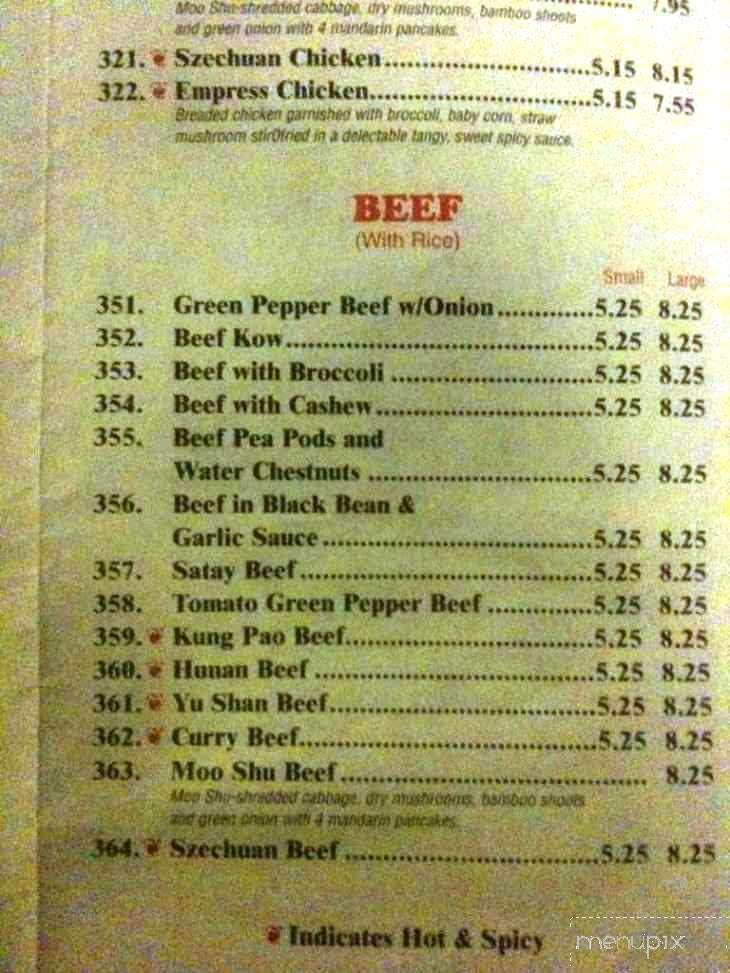 Moo Shu-shredded cabbage, dry mushrooms, bamboo shoots 7.95
and green onion with 4 mandarin pancakes.
321. Szechuan Chicken..............................5.15 8.15
322. Empress Chicken................................5.15 7.55
Breaded chicken garnished with broccoli, baby corn, straw
mushroom stir0fried in a delectable tangy, sweet spicy sauce.
BEEF
(With Rice)
Small Large
351. Green Pepper Beef w/Onion.............5.25 8.25
352. Beef Kow...........................................5.25 8.25
353. Beef with Broccoli ............................5.25 8.25
354. Beef with Cashew..............................5.25 8.25
355. Beef Pea Pods and
Water Chestnuts ...............................5.25 8.25
356. Beef in Black Bean &
Garlic Sauce......................................5.25 8.25
357. Satay Beef.........................................5.25 8.25
358. Tomato Green Pepper Beef ..............5.25 8.25
359. Kung Pao Beef..................................5.25 8.25
360. Hunan Beef .......................................5.25 8.25
361. Yu Shan Beef.....................................5.25 8.25
362. Curry Beef.........................................5.25 8.25
363. Moo Shu Beef............................................ 8.25
Moo Shu-shredded cabbage, dry mushrooms, bamboo shoots
and green onion with 4 mandarin pancakes.
364. Szechuan Beef ...................................5.25 8.25
Indicates Hot & Spicy
menupix